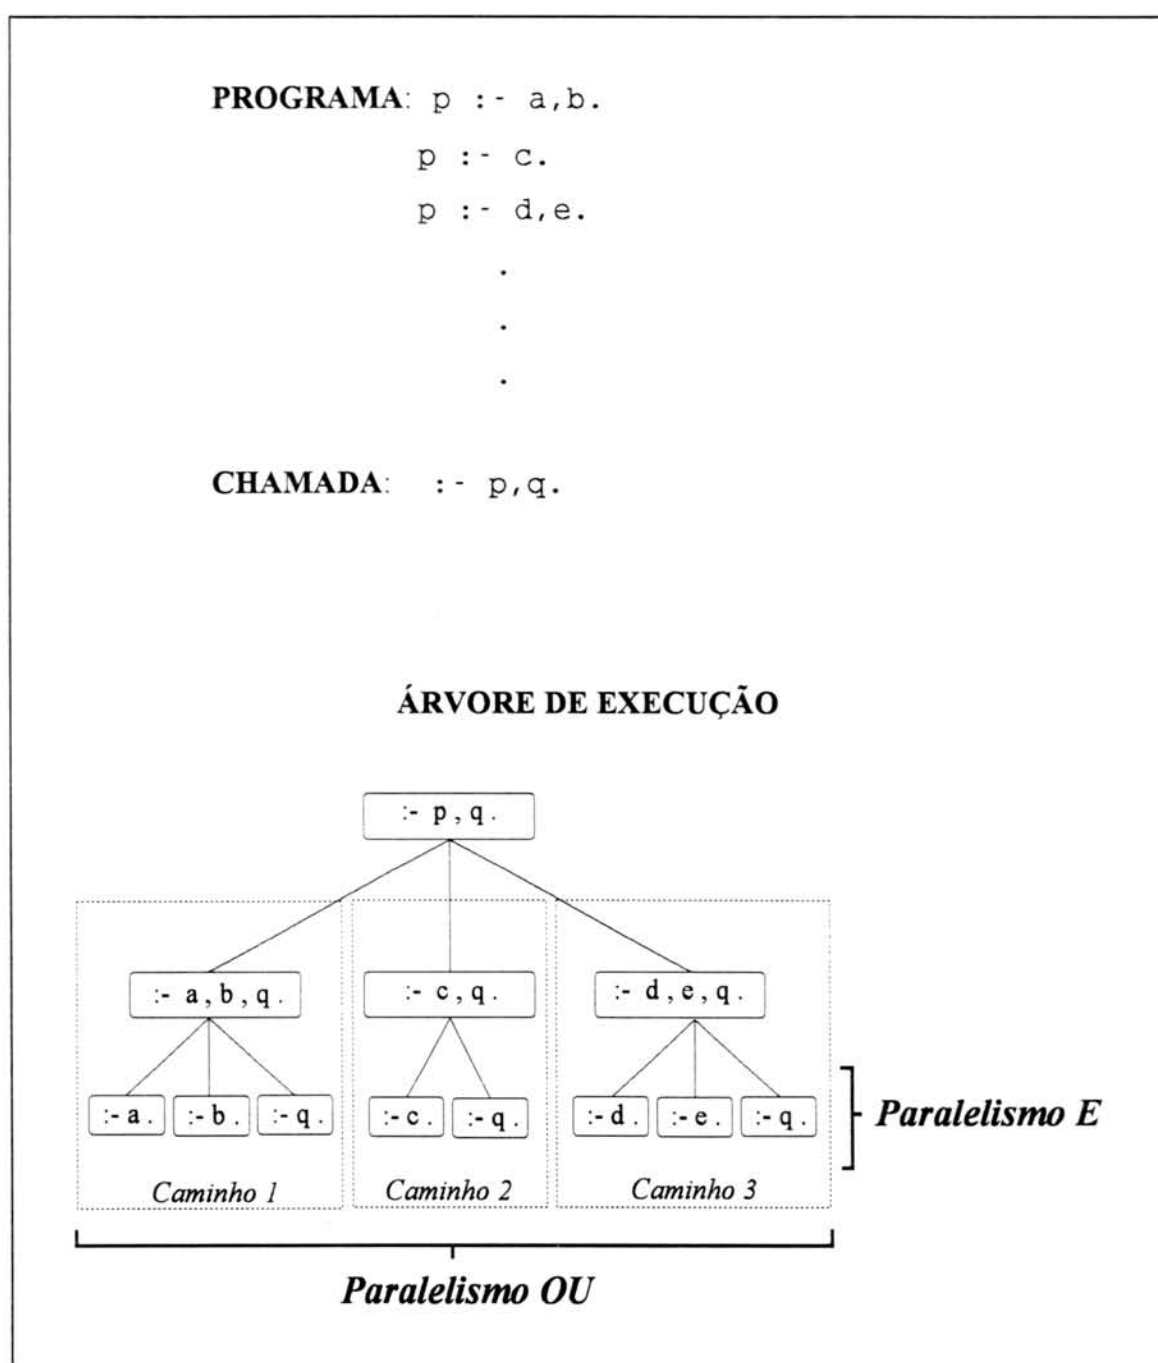 PROGRAMA: p :- a,b.
p :- c.
p :- d,e.
.
.
.
CHAMADA: :- p,q.
ÁRVORE DE EXECUÇÃO
:- p , q .
:- a , b , q .
:- c , q .
:- d , e , q .
:- a .
:- b .
:- q .
:- c .
:- q .
:- d .
:- e .
:- q .
Paralelismo E
Caminho 1
Caminho 2
Caminho 3
Paralelismo OU